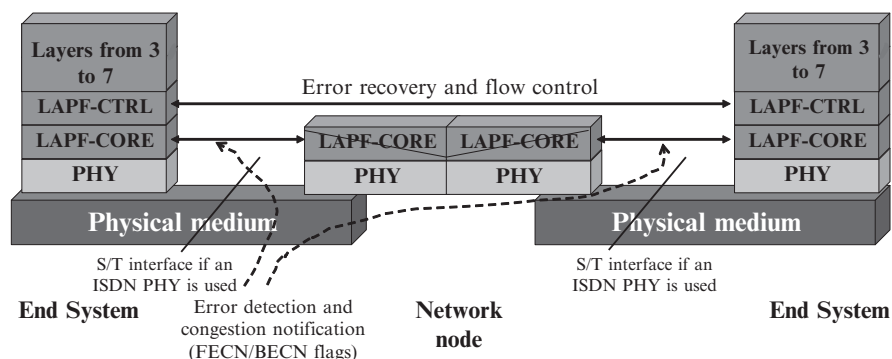 Layers from 3
to 7
LAPF-CTRL
LAPF-CORE
PHY
Physical medium
Error recovery and flow control
LAPF-CORE
LAPF-CORE
PHY
PHY
Layers from 3
to 7
LAPF-CTRL
LAPF-CORE
PHY
Physical medium
S/T interface if an
ISDN PHY is used
S/T interface if an
ISDN PHY is used
End System
Error detection and
congestion notification
(FECN/BECN flags)
Network
node
End System